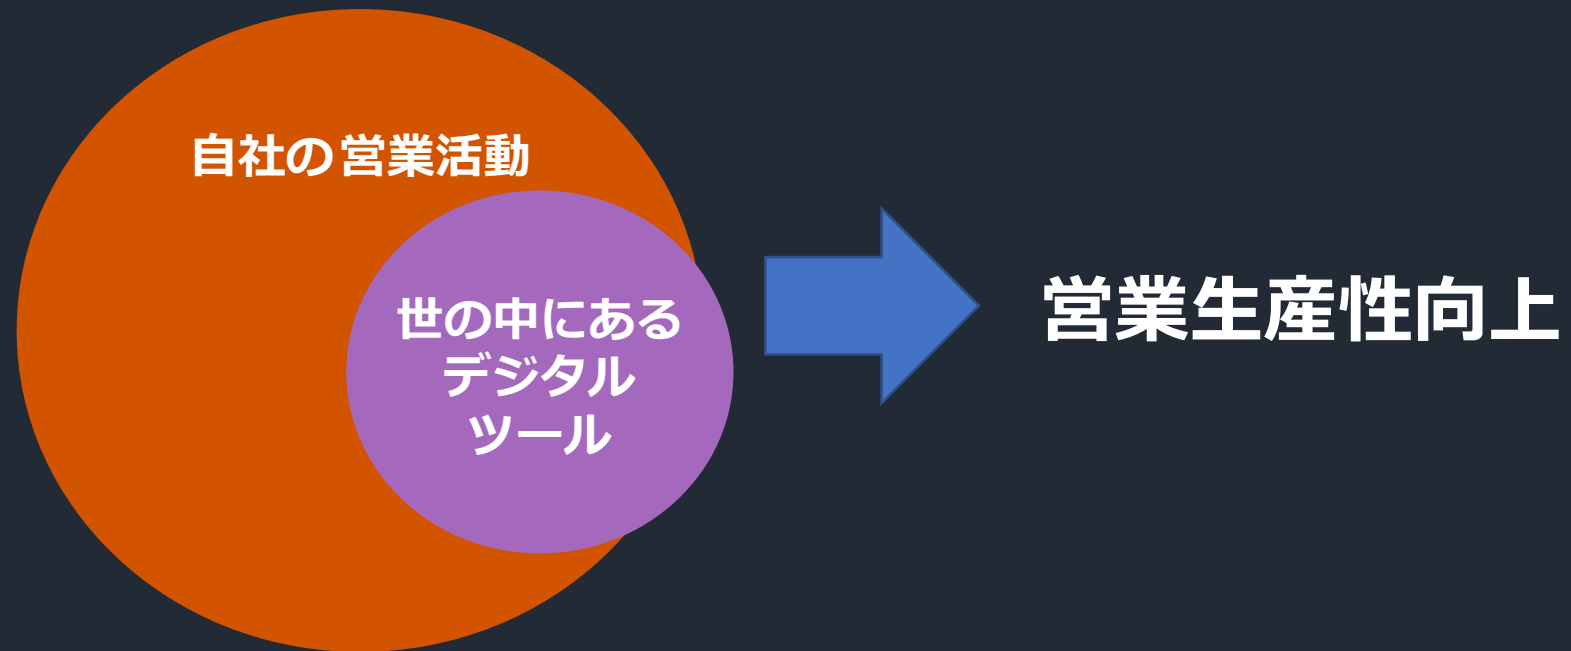 自社の営業活動
世の中にある
デジタル
ツール
営業生産性向上